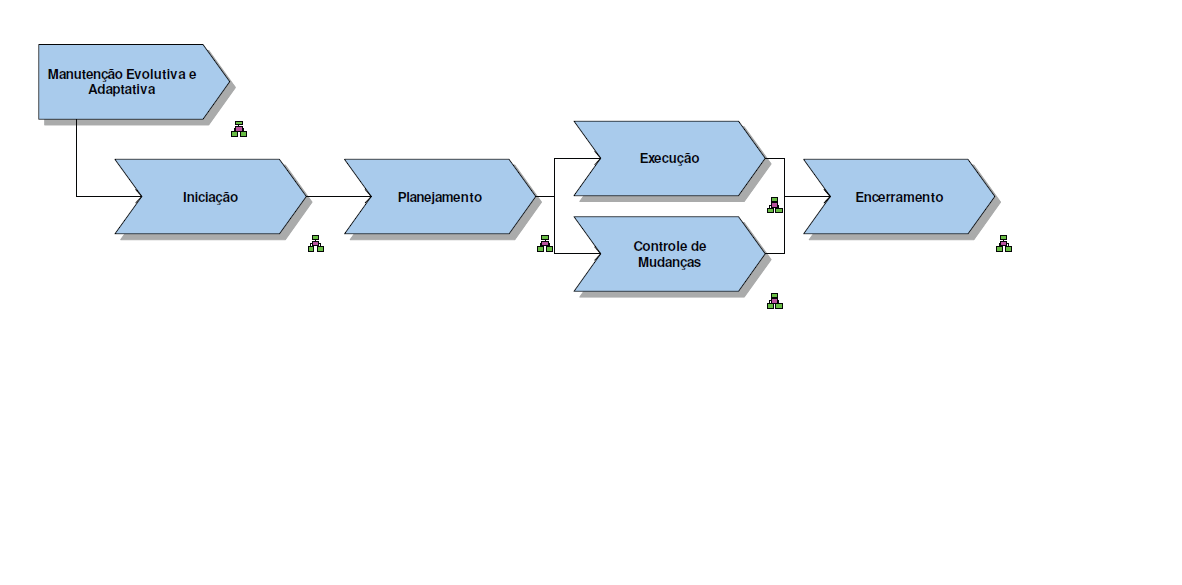 Manutenção Evolutiva e
Adaptativa
Iniciação
Planejamento
Execução
Controle de
Mudanças
Encerramento